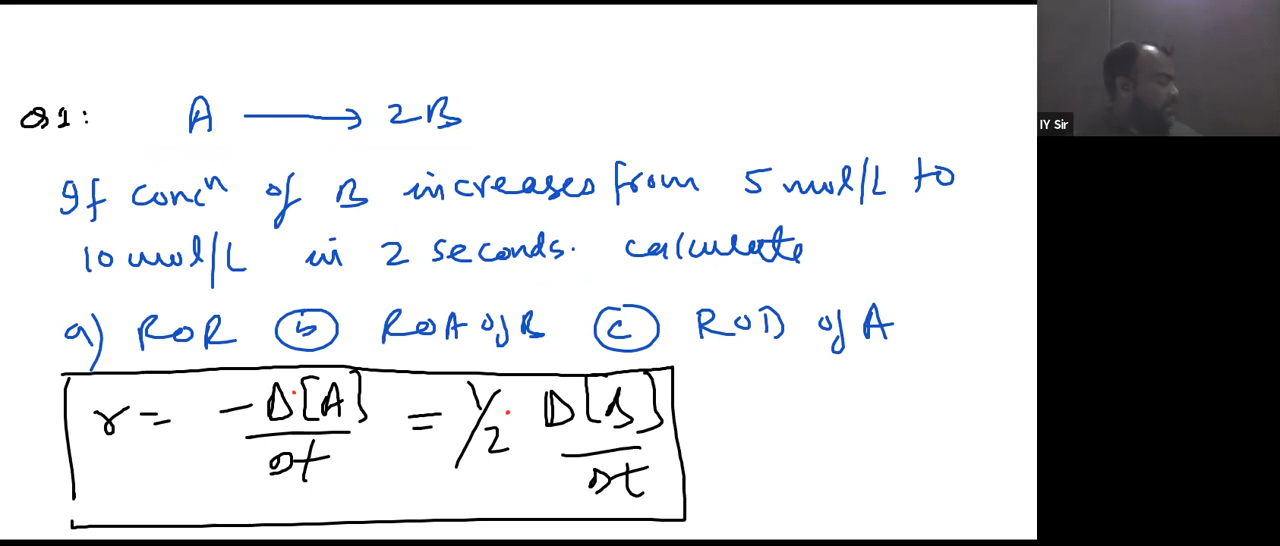 Q1: A ⟶ 2B
If concⁿ of B increases from 5 mol/L to
10 mol/L in 2 seconds. calculate
a) ROR (b) ROA of B (c) ROD of A
r = -Δ[A]/Δt = 1/2 Δ[B]/Δt
IY Sir